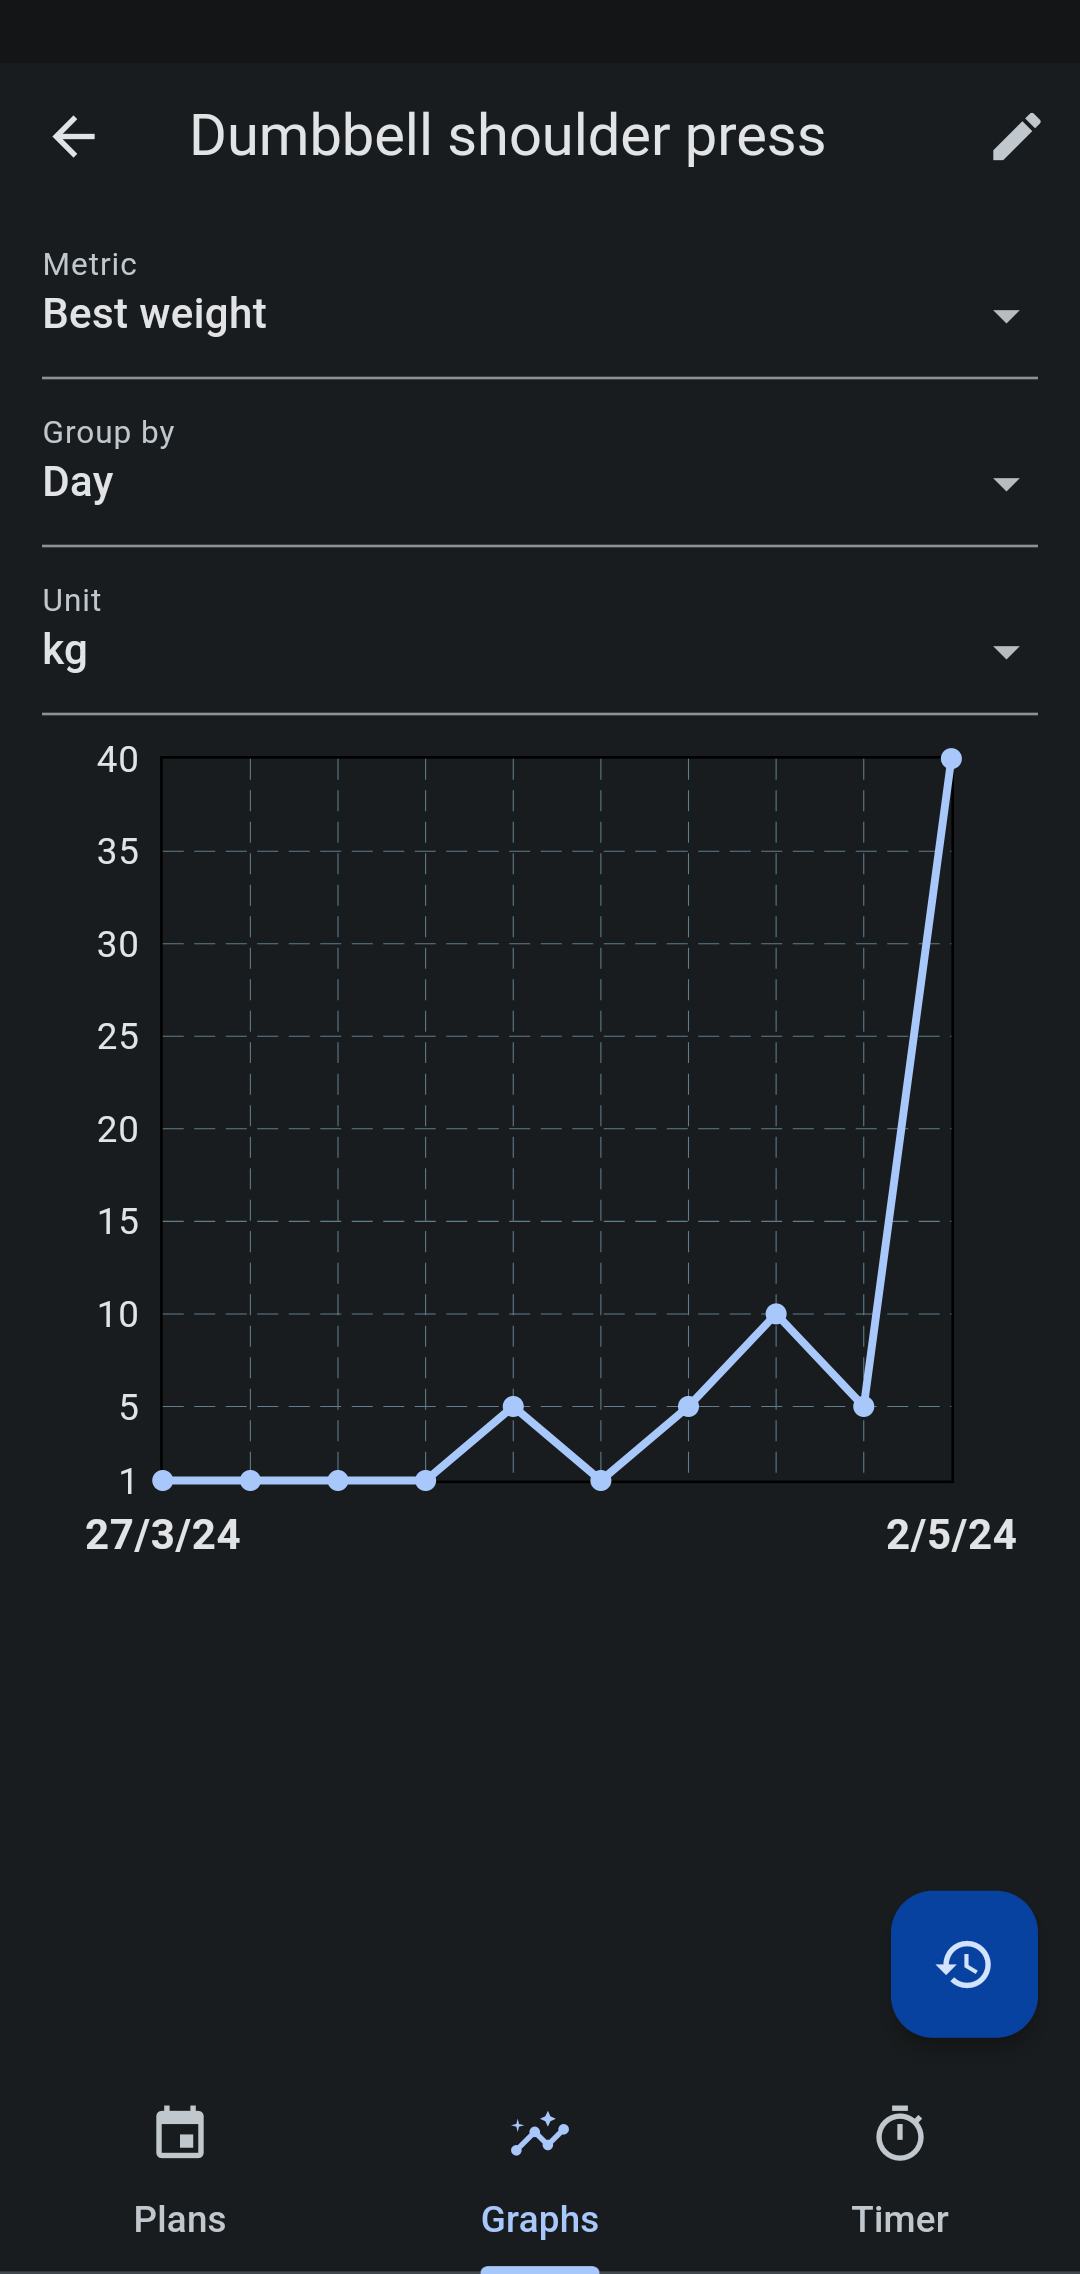 Dumbbell shoulder press
Metric
Best weight
Group by
Day
Unit
kg
40
35
30
25
20
15
10
5
1
27/3/24 2/5/24
Plans Graphs Timer